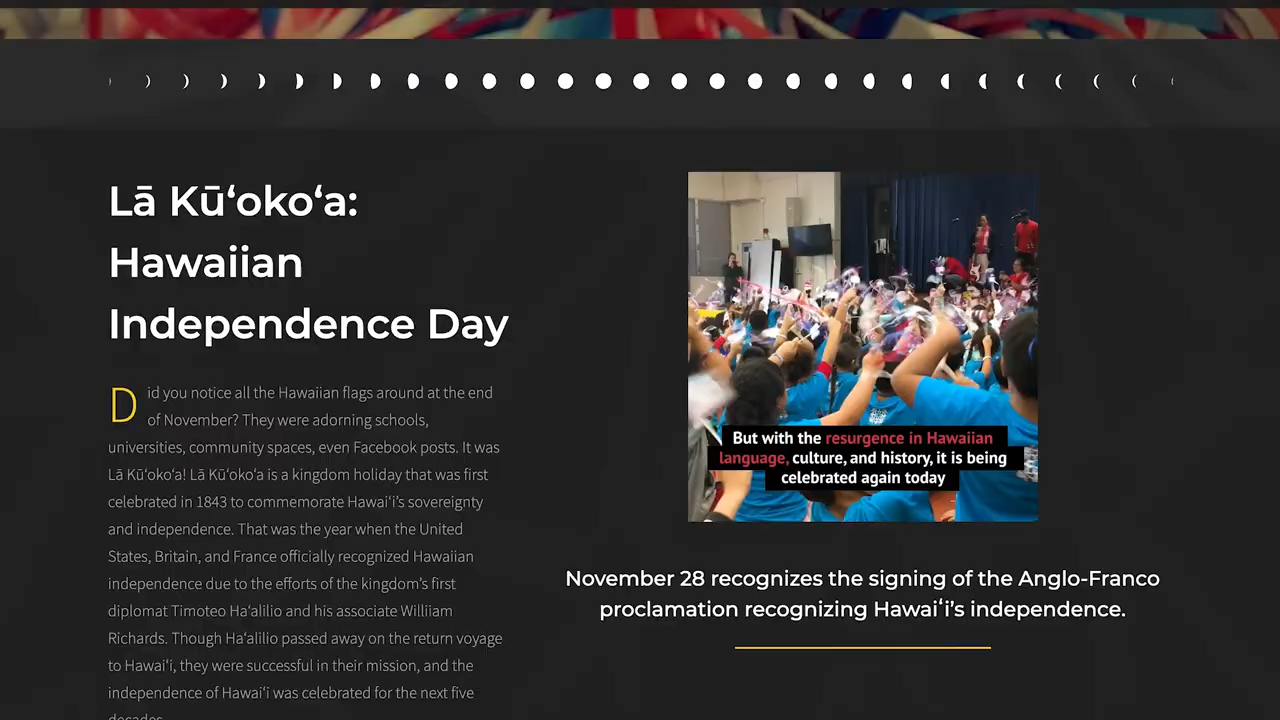 Lā Kūʻokoʻa:
Hawaiian
Independence Day
Did you notice all the Hawaiian flags around at the end
of November? They were adorning schools,
universities, community spaces, even Facebook posts. It was
Lā Kūʻokoʻa! Lā Kūʻokoʻa is a kingdom holiday that was first
celebrated in 1843 to commemorate Hawaiʻi’s sovereignty
and independence. That was the year when the United
States, Britain, and France officially recognized Hawaiian
independence due to the efforts of the kingdom’s first
diplomat Timoteo Haʻalilio and his associate Williiam
Richards. Though Haʻalilio passed away on the return voyage
to Hawaiʻi, they were successful in their mission, and the
independence of Hawaiʻi was celebrated for the next five
decades.
But with the resurgence in Hawaiian
language, culture, and history, it is being
celebrated again today
November 28 recognizes the signing of the Anglo-Franco
proclamation recognizing Hawaiʻi’s independence.